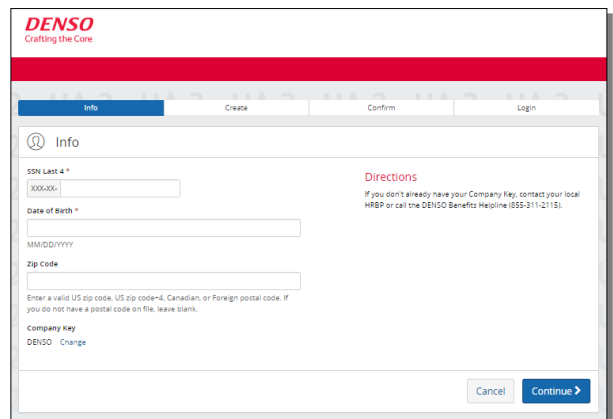 DENSO
Crafting the Core
Info
Create
Confirm
Login
Info
SSN Last 4 *
XXX-XX-
Date of Birth *
MM/DD/YYYY
Zip Code
Enter a valid US zip code, US zip code+4, Canadian, or Foreign postal code. If
you do not have a postal code on file, leave blank.
Company Key
DENSO Change
Directions
If you don't already have your Company Key, contact your local
HRBP or call the DENSO Benefits Helpline (855-311-2115).
Cancel
Continue